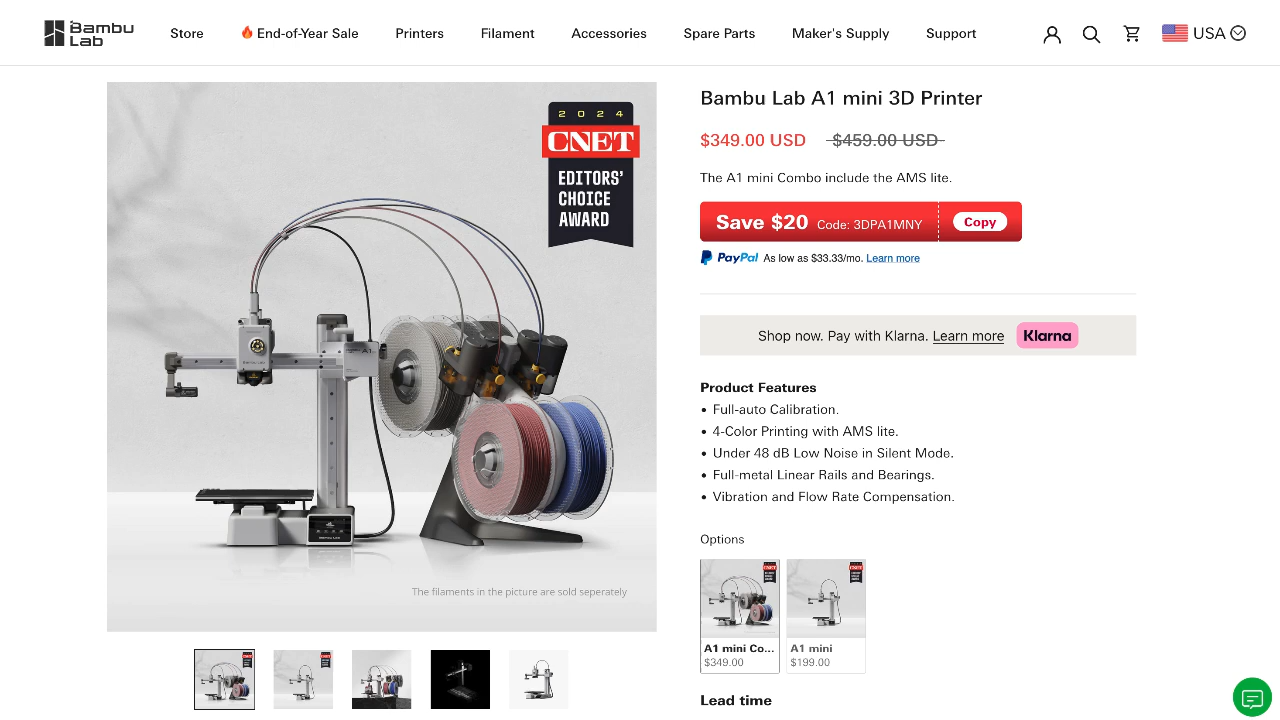 Bambu Lab
Store
End-of-Year Sale
Printers
Filament
Accessories
Spare Parts
Maker's Supply
Support
USA
2024
CNET
EDITORS'
CHOICE
AWARD
A1
The filaments in the picture are sold seperately
Bambu Lab A1 mini 3D Printer
$349.00 USD $459.00 USD
The A1 mini Combo include the AMS lite.
Save $20 Code: 3DPA1MNY Copy
PayPal As low as $33.33/mo. Learn more
Shop now. Pay with Klarna. Learn more Klarna
Product Features
• Full-auto Calibration.
• 4-Color Printing with AMS lite.
• Under 48 dB Low Noise in Silent Mode.
• Full-metal Linear Rails and Bearings.
• Vibration and Flow Rate Compensation.
Options
CNET
A1 mini Co...
$349.00
CNET
A1 mini
$199.00
Lead time